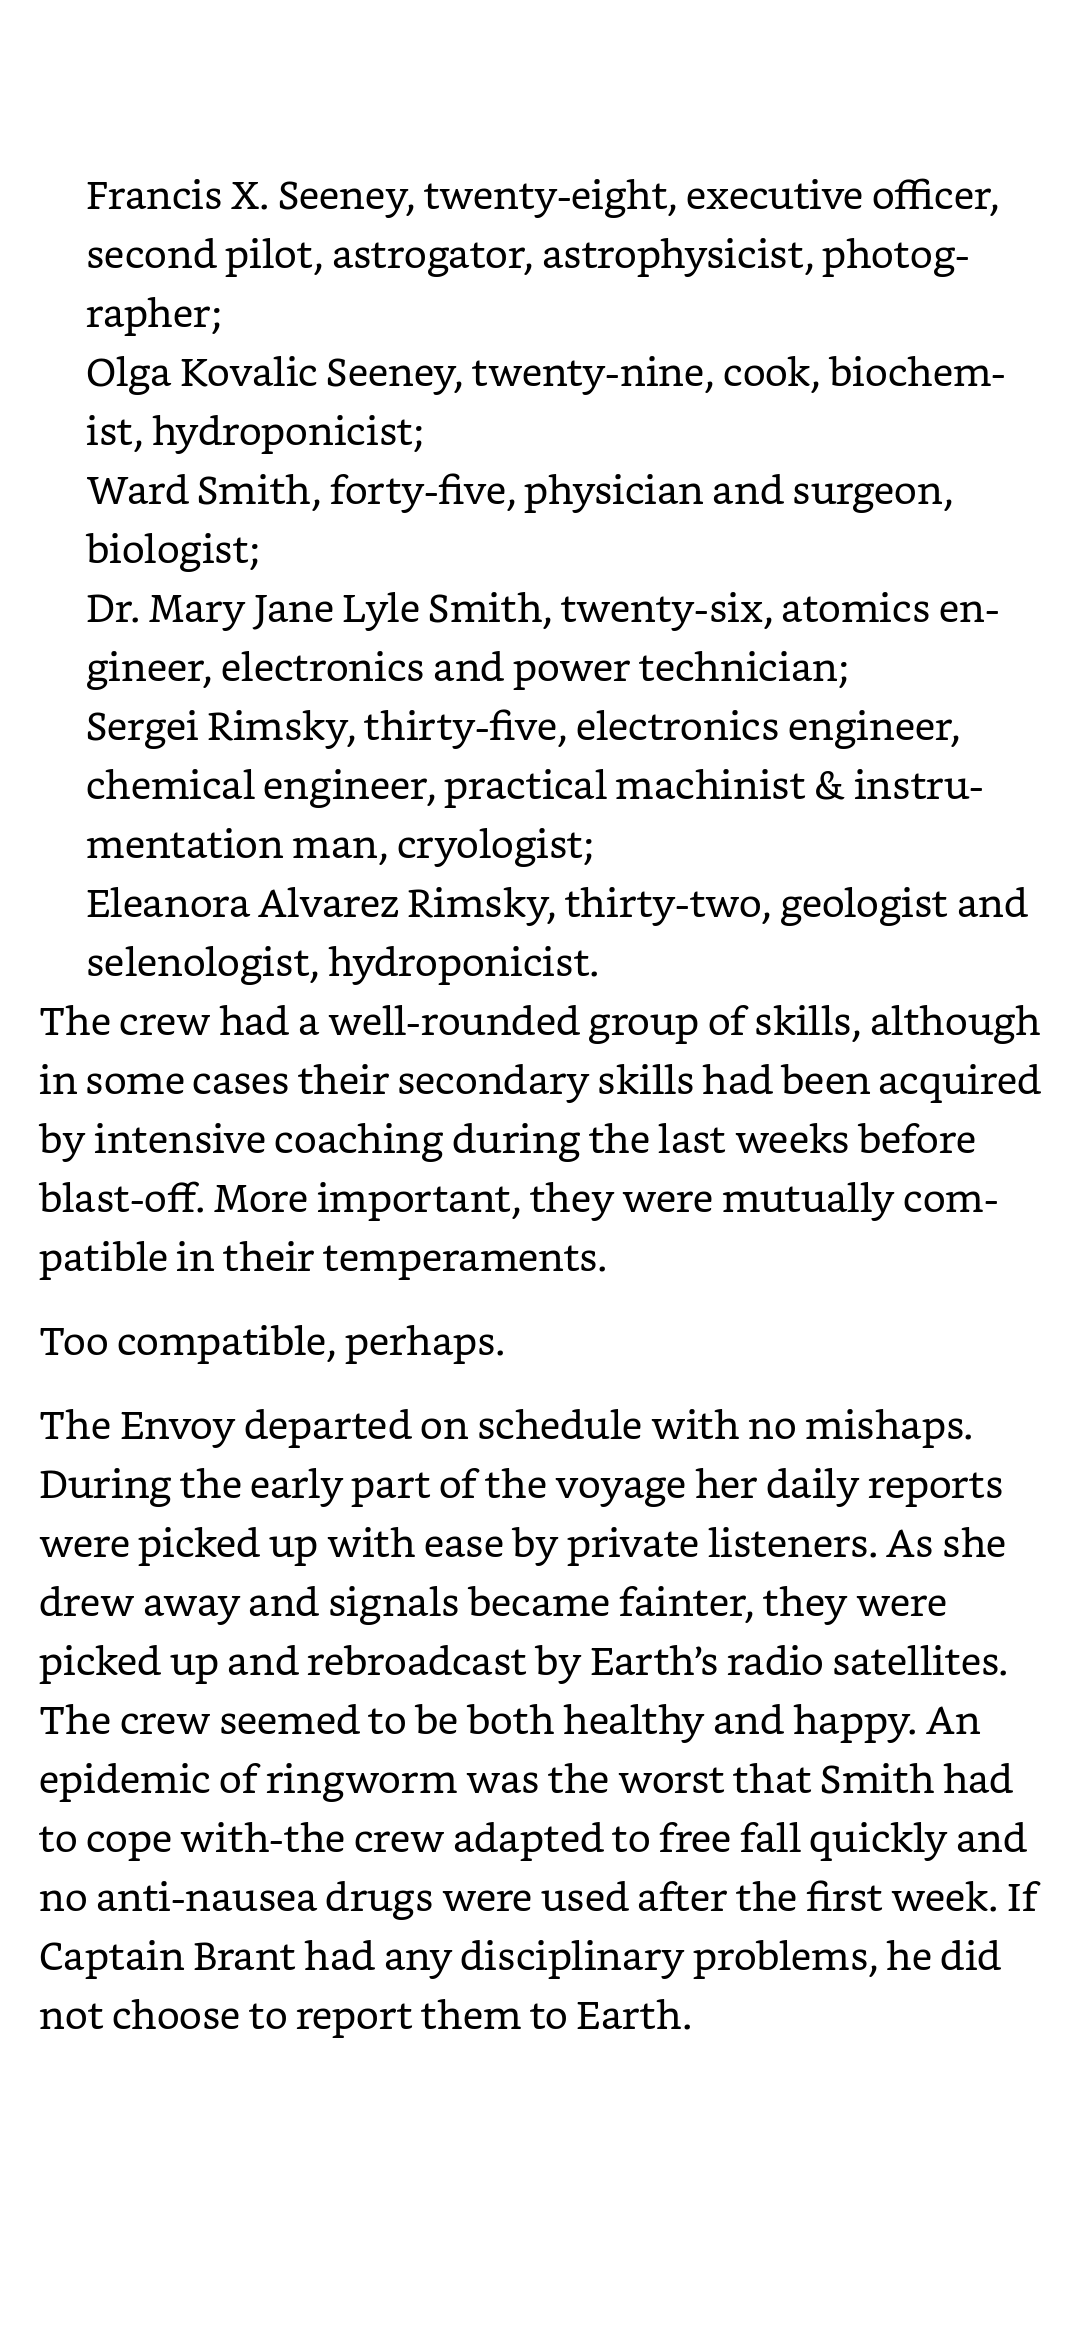 Francis X. Seeney, twenty-eight, executive officer,
second pilot, astrogator, astrophysicist, photog-
rapher;
Olga Kovalic Seeney, twenty-nine, cook, biochem-
ist, hydroponicist;
Ward Smith, forty-five, physician and surgeon,
biologist;
Dr. Mary Jane Lyle Smith, twenty-six, atomics en-
gineer, electronics and power technician;
Sergei Rimsky, thirty-five, electronics engineer,
chemical engineer, practical machinist & instru-
mentation man, cryologist;
Eleanora Alvarez Rimsky, thirty-two, geologist and
selenologist, hydroponicist.
The crew had a well-rounded group of skills, although
in some cases their secondary skills had been acquired
by intensive coaching during the last weeks before
blast-off. More important, they were mutually com-
patible in their temperaments.
Too compatible, perhaps.
The Envoy departed on schedule with no mishaps.
During the early part of the voyage her daily reports
were picked up with ease by private listeners. As she
drew away and signals became fainter, they were
picked up and rebroadcast by Earth’s radio satellites.
The crew seemed to be both healthy and happy. An
epidemic of ringworm was the worst that Smith had
to cope with-the crew adapted to free fall quickly and
no anti-nausea drugs were used after the first week. If
Captain Brant had any disciplinary problems, he did
not choose to report them to Earth.